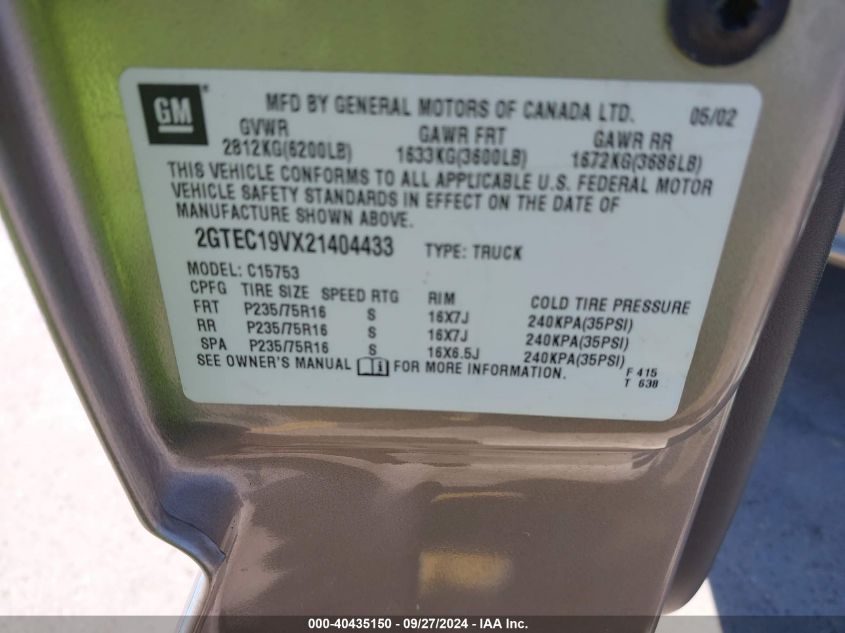 GM®
MFD BY GENERAL MOTORS OF CANADA LTD. 05/02
GVWR GAWR FRT GAWR RR
2812KG(6200LB) 1633KG(3600LB) 1672KG(3686LB)
THIS VEHICLE CONFORMS TO ALL APPLICABLE U.S. FEDERAL MOTOR
VEHICLE SAFETY STANDARDS IN EFFECT ON THE DATE OF
MANUFACTURE SHOWN ABOVE.
2GTEC19VX21404433 TYPE: TRUCK
MODEL: C15753
CPFG TIRE SIZE SPEED RTG RIM COLD TIRE PRESSURE
FRT P235/75R16 S 16X7J 240KPA(35PSI)
RR P235/75R16 S 16X7J 240KPA(35PSI)
SPA P235/75R16 S 16X6.5J 240KPA(35PSI)
SEE OWNER'S MANUAL FOR MORE INFORMATION.
F 415
T 638
000-40435150 - 09/27/2024 - IAA Inc.